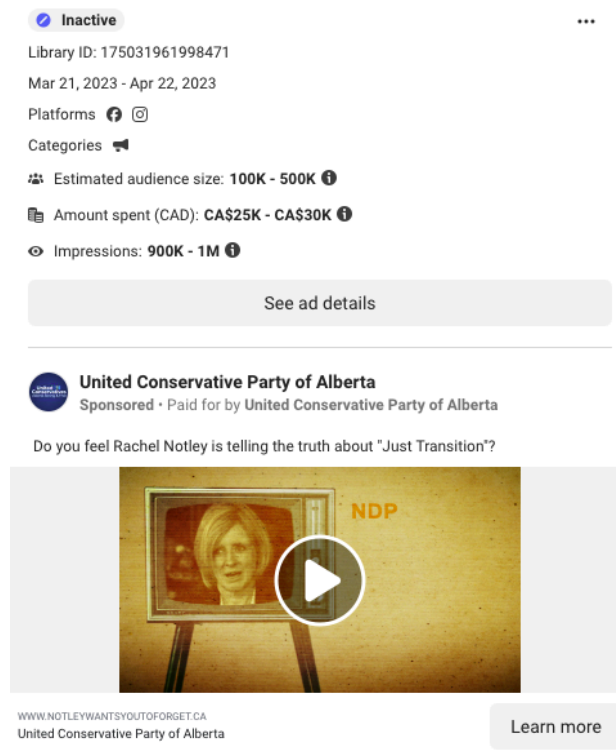 Inactive
Library ID: 175031961998471
Mar 21, 2023 - Apr 22, 2023
Platforms
Categories
Estimated audience size: 100K - 500K
Amount spent (CAD): CA$25K - CA$30K
Impressions: 900K - 1M
See ad details
United Conservative Party of Alberta
Sponsored • Paid for by United Conservative Party of Alberta
Do you feel Rachel Notley is telling the truth about "Just Transition"?
NDP
WWW.NOTLEYWANTSYOUTOFORGET.CA
United Conservative Party of Alberta
Learn more